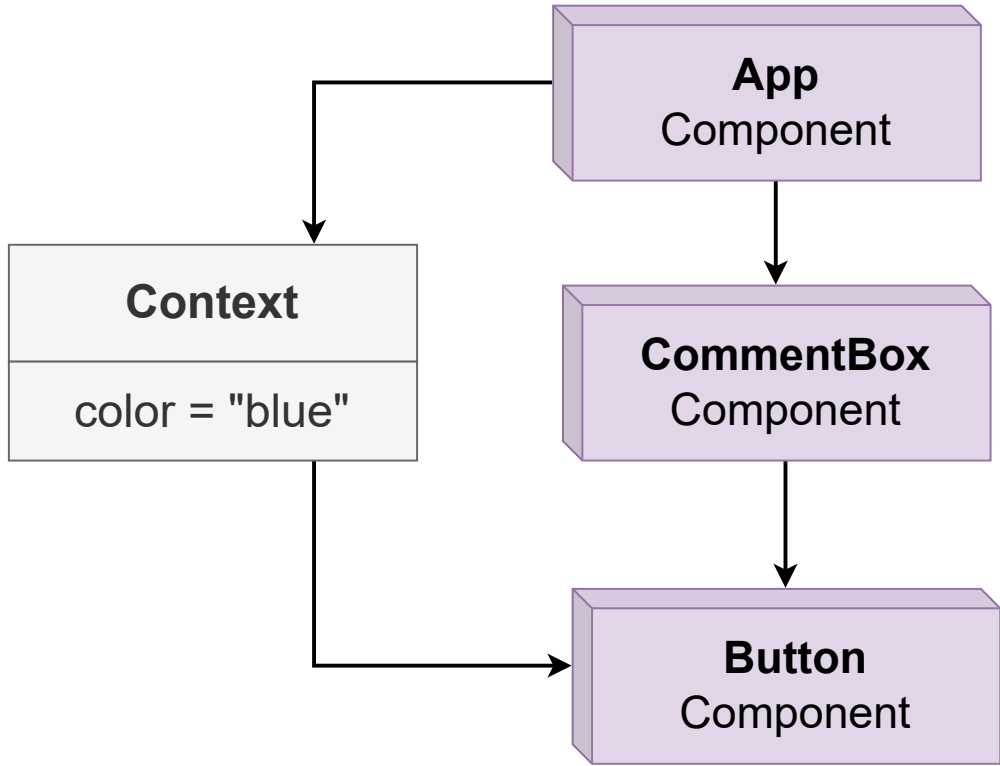 App
Component
Context
color = "blue"
CommentBox
Component
Button
Component